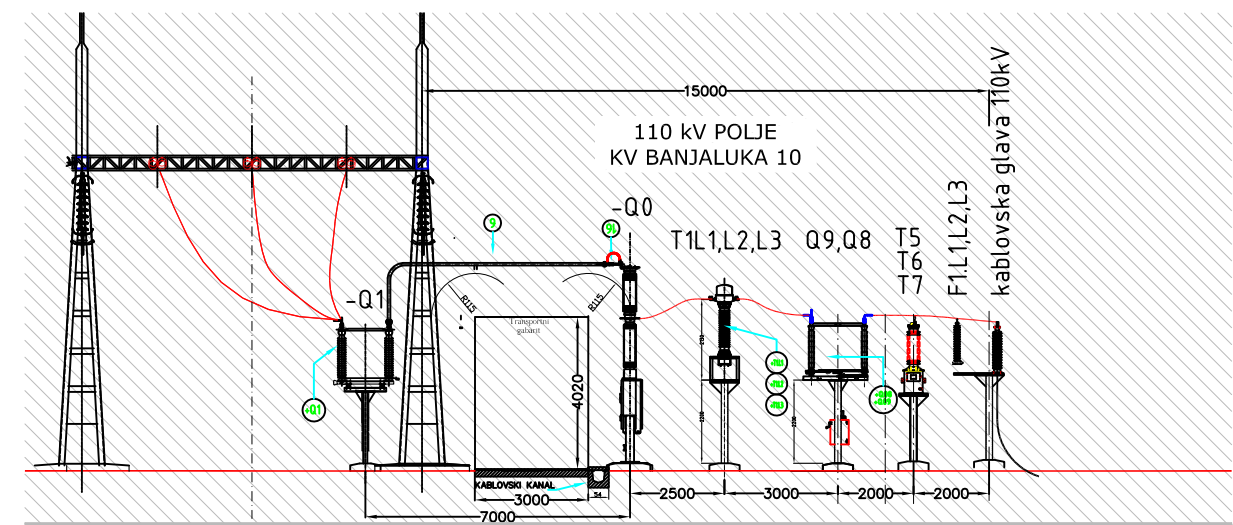 15000
110 kV POLJE
KV BANJALUKA 10
kablovska glava 110kV
F1.L1,L2,L3
-Q0
9
9L
T1L1,L2,L3
Q9,Q8
T5
T6
T7
-Q1
R115
R115
Transportni
gabarit
4020
+Q1
2200
KABLOVSKI KANAL
54
3000
2500
3000
2000
2000
7000